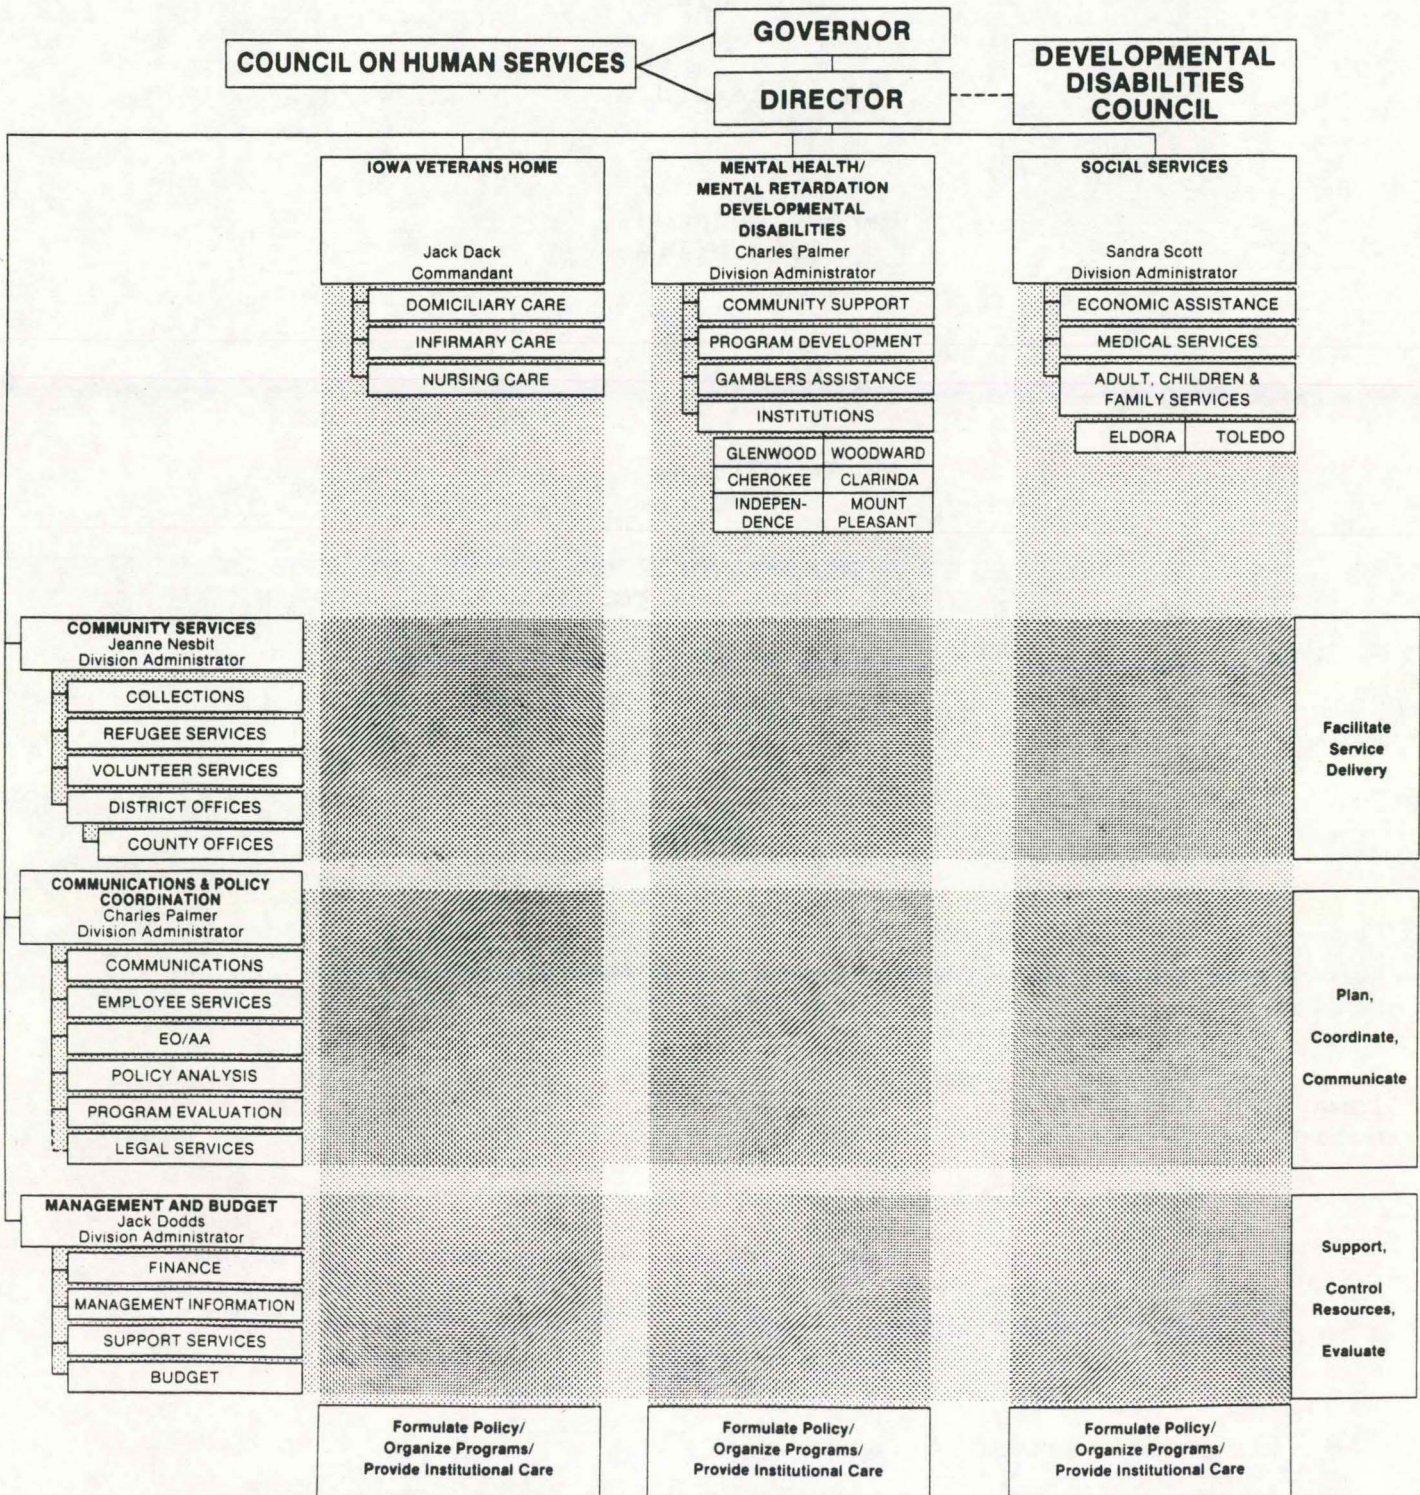 GOVERNOR
COUNCIL ON HUMAN SERVICES
DIRECTOR
DEVELOPMENTAL
DISABILITIES
COUNCIL
IOWA VETERANS HOME
Jack Dack
Commandant
DOMICILIARY CARE
INFIRMARY CARE
NURSING CARE
MENTAL HEALTH/
MENTAL RETARDATION
DEVELOPMENTAL
DISABILITIES
Charles Palmer
Division Administrator
COMMUNITY SUPPORT
PROGRAM DEVELOPMENT
GAMBLERS ASSISTANCE
INSTITUTIONS
GLENWOOD
WOODWARD
CHEROKEE
CLARINDA
INDEPEN-
DENCE
MOUNT
PLEASANT
SOCIAL SERVICES
Sandra Scott
Division Administrator
ECONOMIC ASSISTANCE
MEDICAL SERVICES
ADULT, CHILDREN &
FAMILY SERVICES
ELDORA
TOLEDO
COMMUNITY SERVICES
Jeanne Nesbit
Division Administrator
COLLECTIONS
REFUGEE SERVICES
VOLUNTEER SERVICES
DISTRICT OFFICES
COUNTY OFFICES
Facilitate
Service
Delivery
COMMUNICATIONS & POLICY
COORDINATION
Charles Palmer
Division Administrator
COMMUNICATIONS
EMPLOYEE SERVICES
EO/AA
POLICY ANALYSIS
PROGRAM EVALUATION
LEGAL SERVICES
Plan,
Coordinate,
Communicate
MANAGEMENT AND BUDGET
Jack Dodds
Division Administrator
FINANCE
MANAGEMENT INFORMATION
SUPPORT SERVICES
BUDGET
Support,
Control
Resources,
Evaluate
Formulate Policy/
Organize Programs/
Provide Institutional Care
Formulate Policy/
Organize Programs/
Provide Institutional Care
Formulate Policy/
Organize Programs/
Provide Institutional Care